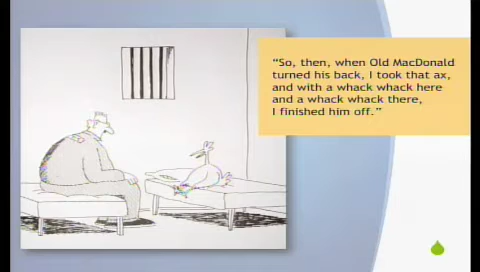 “So, then, when Old MacDonald
turned his back, I took that ax,
and with a whack whack here
and a whack whack there,
I finished him off.”